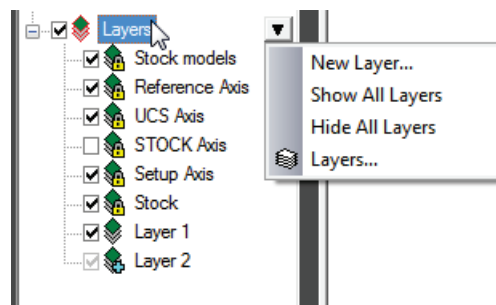 Layers
Stock models
Reference Axis
UCS Axis
STOCK Axis
Setup Axis
Stock
Layer 1
Layer 2
New Layer...
Show All Layers
Hide All Layers
Layers...